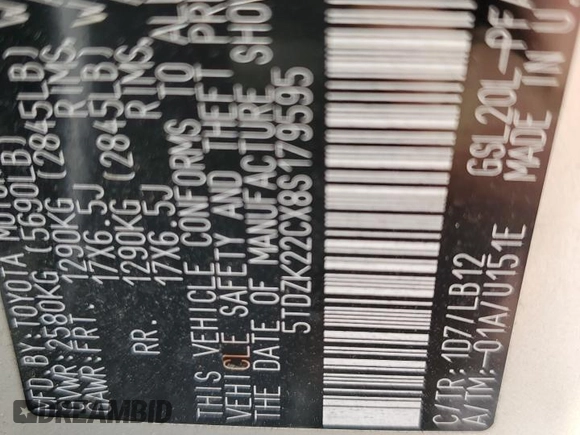 MFD BY:TOYOTA MOTOR
GVWR:2580KG (5690LB)
GAWR:FRT. 1290KG (2845LB)
17X6.5J RIMS, W
RR. 1290KG (2845LB)
17X6.5J RIMS, W
THIS VEHICLE CONFORMS TO AL
VEHICLE SAFETY AND THEFT PR
THE DATE OF MANUFACTURE SHOW
5TDZK22CX8S179595
C/TR: 1D7/LB12 GSL20L-PF
A/TM:-01A/U151E MADE IN U
DREAMBID